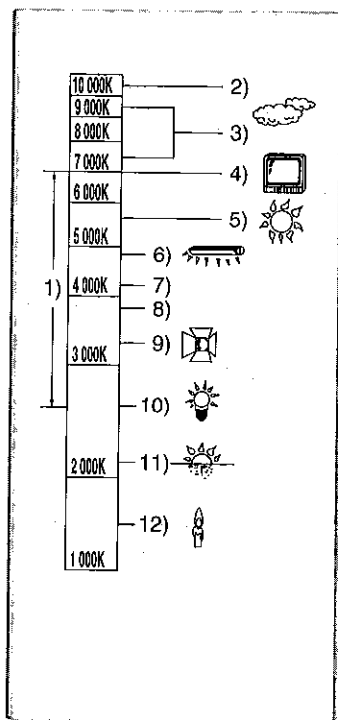 10 000K
2)
9 000K
8 000K
3)
7 000K
4)
6 000K
5)
5 000K
6)
1)
4 000K
7)
8)
9)
3 000K
10)
2 000K
11)
12)
1 000K